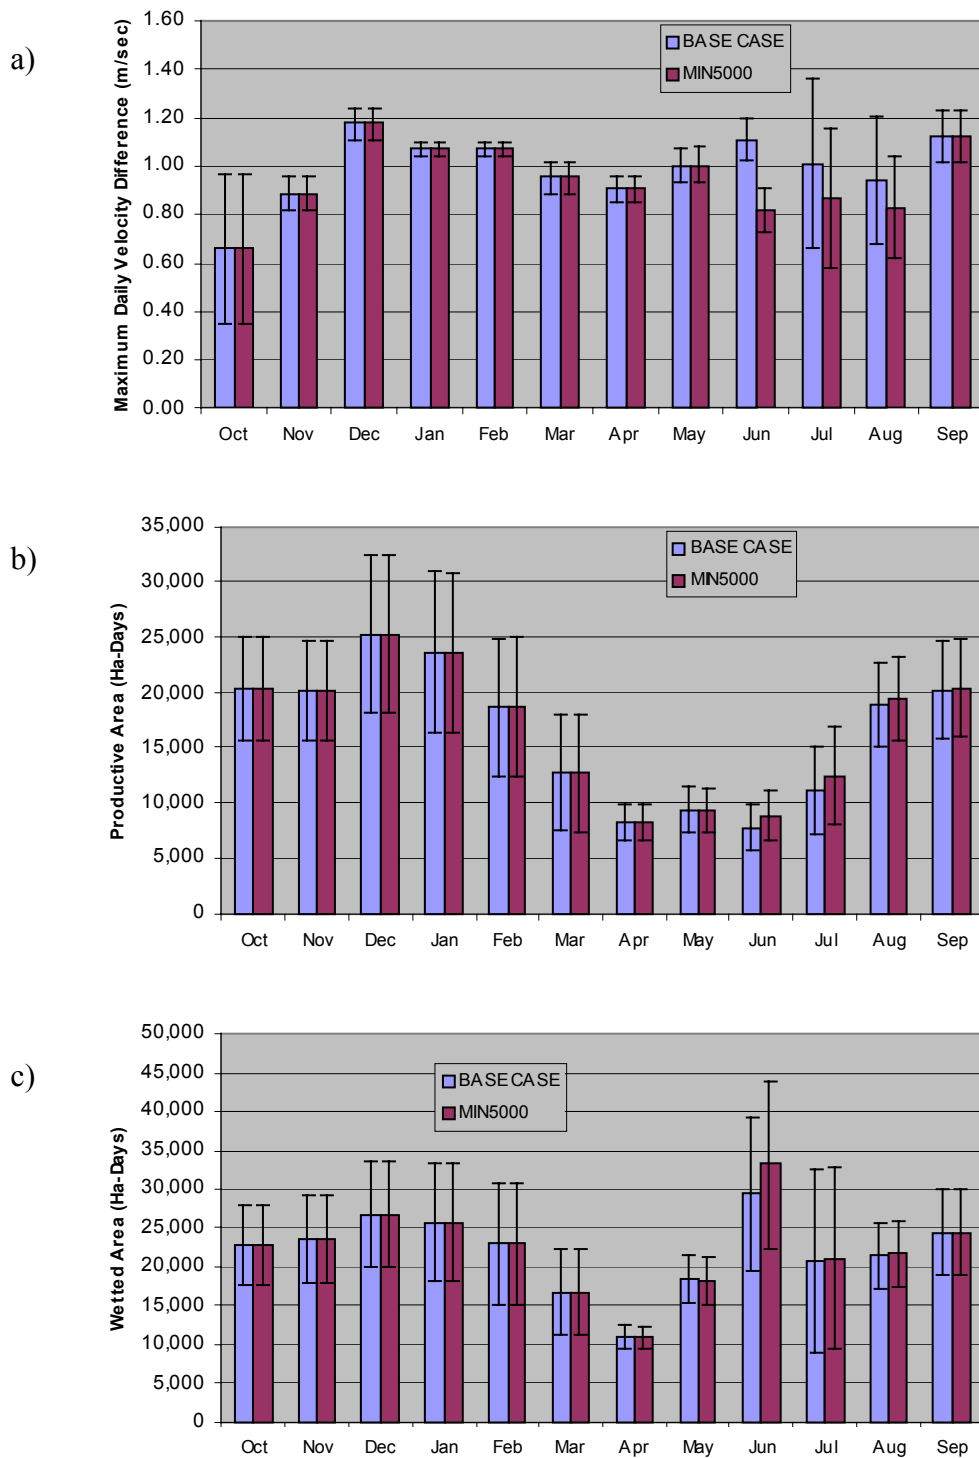 a)
Maximum Daily Velocity Difference (m/sec)
1.60
1.40
1.20
1.00
0.80
0.60
0.40
0.20
0.00
BASE CASE
MIN5000
Oct Nov Dec Jan Feb Mar Apr May Jun Jul Aug Sep
b)
Productive Area (Ha-Days)
35,000
30,000
25,000
20,000
15,000
10,000
5,000
0
BASE CASE
MIN5000
Oct Nov Dec Jan Feb Mar Apr May Jun Jul Aug Sep
c)
Wetted Area (Ha-Days)
50,000
45,000
40,000
35,000
30,000
25,000
20,000
15,000
10,000
5,000
0
BASE CASE
MIN5000
Oct Nov Dec Jan Feb Mar Apr May Jun Jul Aug Sep